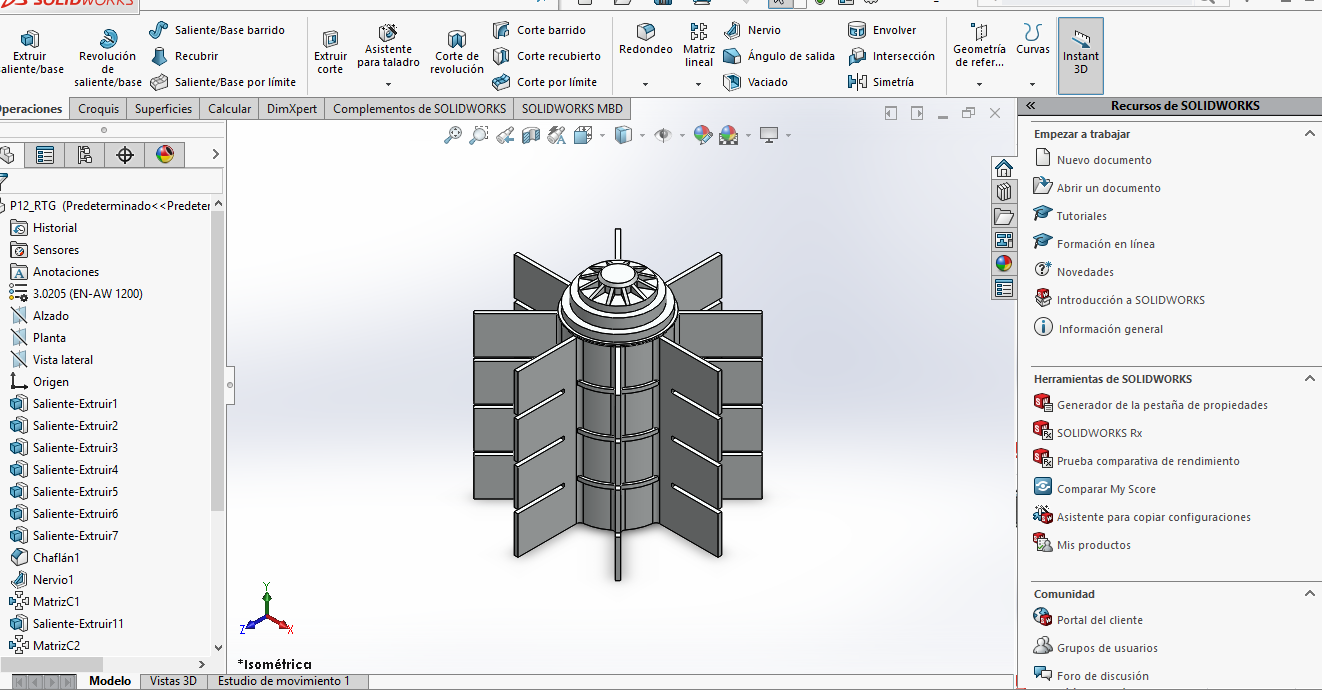 SOLIDWORKS
Extruir
saliente/base
Revolución
de
saliente/base
Saliente/Base barrido
Recubrir
Saliente/Base por límite
Extruir
corte
Asistente
para taladro
Corte de
revolución
Corte barrido
Corte recubierto
Corte por límite
Redondeo
Matriz
lineal
Nervio
Ángulo de salida
Vaciado
Envolver
Intersección
Simetría
Geometría
de refer...
Curvas
Instant
3D
Operaciones
Croquis
Superficies
Calcular
DimXpert
Complementos de SOLIDWORKS
SOLIDWORKS MBD
P12_RTG (Predeterminado<<Predeter
Historial
Sensores
Anotaciones
3.0205 (EN-AW 1200)
Alzado
Planta
Vista lateral
Origen
Saliente-Extruir1
Saliente-Extruir2
Saliente-Extruir3
Saliente-Extruir4
Saliente-Extruir5
Saliente-Extruir6
Saliente-Extruir7
Chaflán1
Nervio1
MatrizC1
Saliente-Extruir11
MatrizC2
Y
Z
X
*Isométrica
Modelo
Vistas 3D
Estudio de movimiento 1
Recursos de SOLIDWORKS
Empezar a trabajar
Nuevo documento
Abrir un documento
Tutoriales
Formación en línea
Novedades
Introducción a SOLIDWORKS
Información general
Herramientas de SOLIDWORKS
Generador de la pestaña de propiedades
SOLIDWORKS Rx
Prueba comparativa de rendimiento
Comparar My Score
Asistente para copiar configuraciones
Mis productos
Comunidad
Portal del cliente
Grupos de usuarios
Foro de discusión